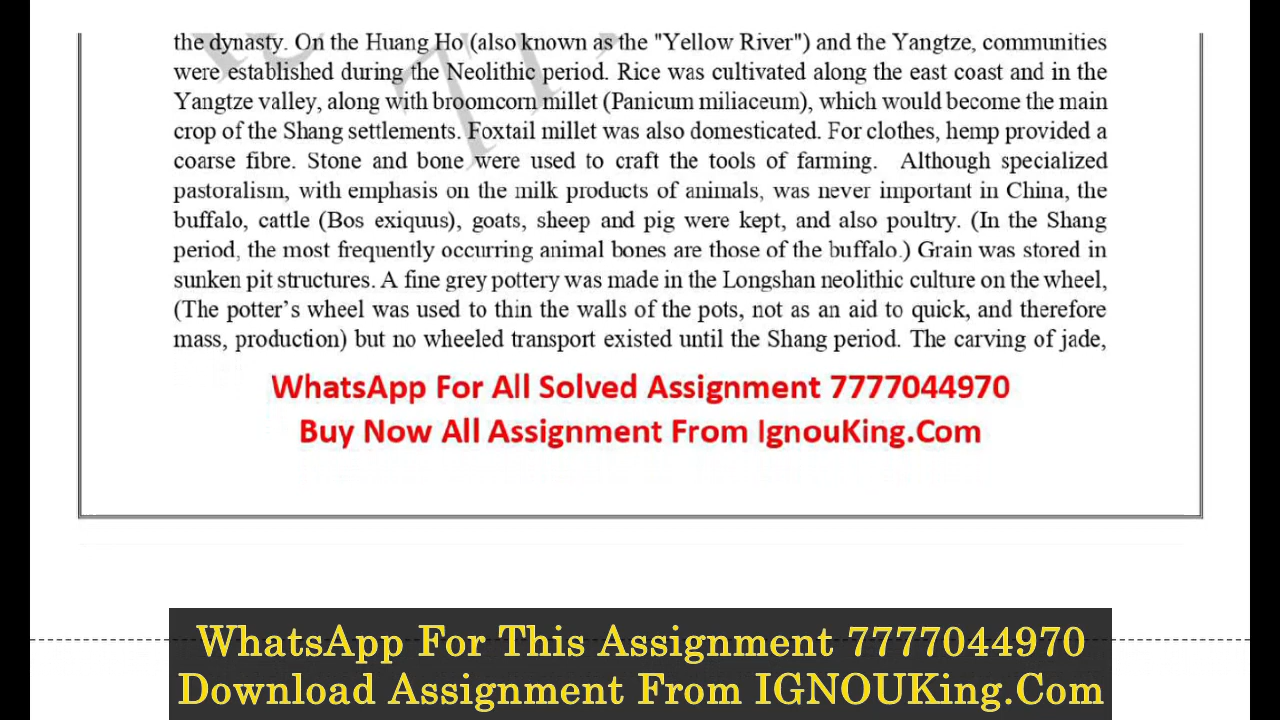 the dynasty. On the Huang Ho (also known as the "Yellow River") and the Yangtze, communities
were established during the Neolithic period. Rice was cultivated along the east coast and in the
Yangtze valley, along with broomcorn millet (Panicum miliaceum), which would become the main
crop of the Shang settlements. Foxtail millet was also domesticated. For clothes, hemp provided a
coarse fibre. Stone and bone were used to craft the tools of farming. Although specialized
pastoralism, with emphasis on the milk products of animals, was never important in China, the
buffalo, cattle (Bos exiquus), goats, sheep and pig were kept, and also poultry. (In the Shang
period, the most frequently occurring animal bones are those of the buffalo.) Grain was stored in
sunken pit structures. A fine grey pottery was made in the Longshan neolithic culture on the wheel,
(The potter’s wheel was used to thin the walls of the pots, not as an aid to quick, and therefore
mass, production) but no wheeled transport existed until the Shang period. The carving of jade,
WhatsApp For All Solved Assignment 7777044970
Buy Now All Assignment From IgnouKing.Com
WhatsApp For This Assignment 7777044970
Download Assignment From IGNOUKing.Com